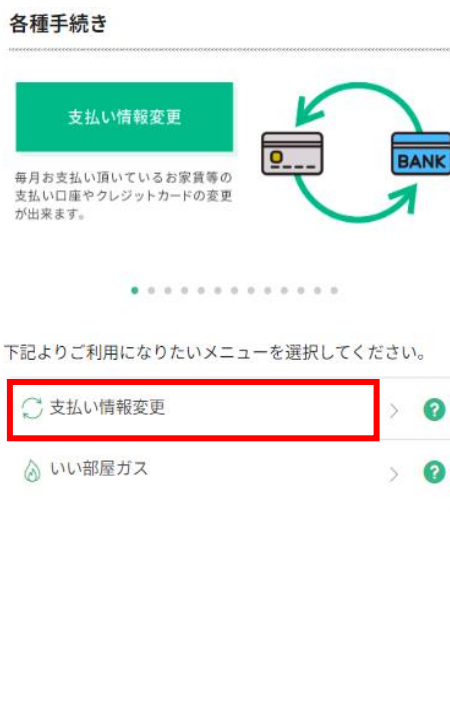 各種手続き
支払い情報変更
BANK
毎月お支払い頂いているお家賃等の
支払い口座やクレジットカードの変更
が出来ます。
下記よりご利用になりたいメニューを選択してください。
支払い情報変更
?
いい部屋ガス
?